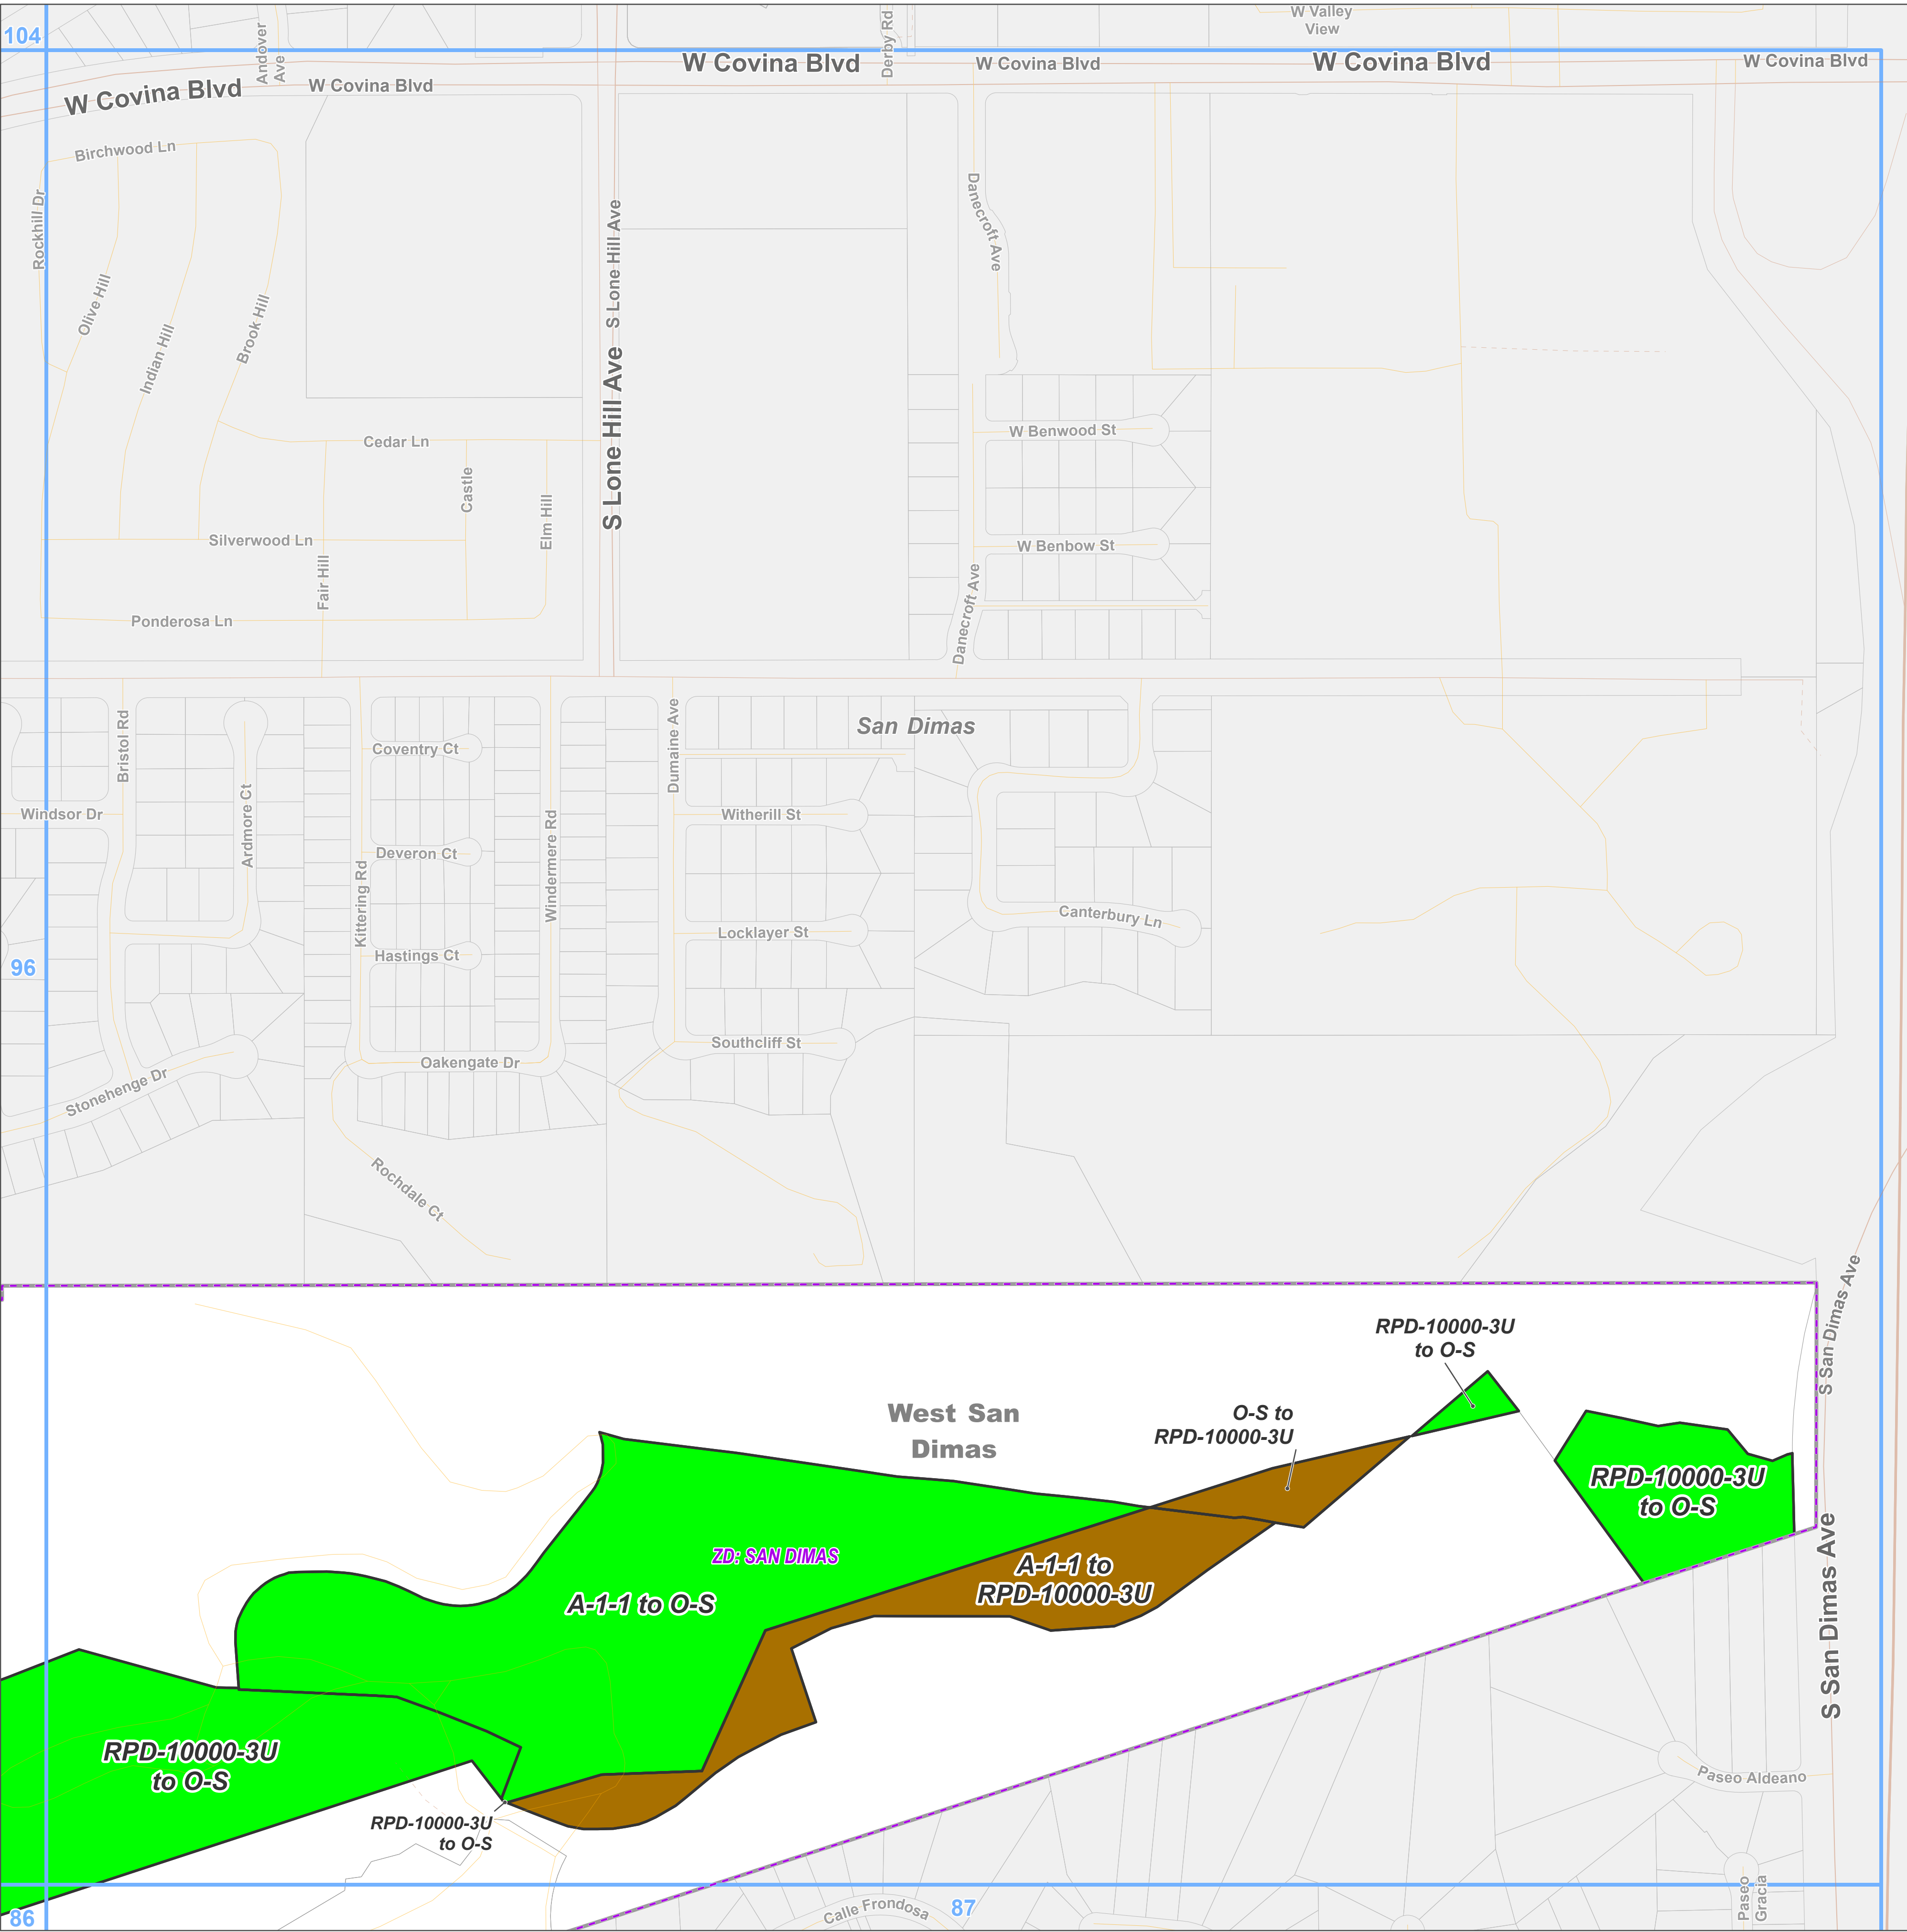 104
Andover
Ave
Derby Rd
W Valley
View
W Covina Blvd
W Covina Blvd
W Covina Blvd
W Covina Blvd
W Covina Blvd
W Covina Blvd
Birchwood Ln
Rockhill Dr
Olive Hill
Indian Hill
Brook Hill
S Lone Hill Ave
S Lone Hill Ave
Danecroft Ave
Cedar Ln
Castle
Elm Hill
W Benwood St
W Benbow St
Silverwood Ln
Fair Hill
Ponderosa Ln
Danecroft Ave
San Dimas
Bristol Rd
Coventry Ct
Dumaine Ave
Windsor Dr
Ardmore Ct
Witherill St
Deveron Ct
Windermere Rd
Kittering Rd
Canterbury Ln
Locklayer St
Hastings Ct
96
Southcliff St
Oakengate Dr
Stonehenge Dr
Rochdale Ct
S San Dimas Ave
RPD-10000-3U
to O-S
West San
Dimas
O-S to
RPD-10000-3U
RPD-10000-3U
to O-S
ZD: SAN DIMAS
A-1-1 to
RPD-10000-3U
A-1-1 to O-S
S San Dimas Ave
RPD-10000-3U
to O-S
RPD-10000-3U
to O-S
Paseo Aldeano
Paseo
Gracia
Calle Frondosa
87
86